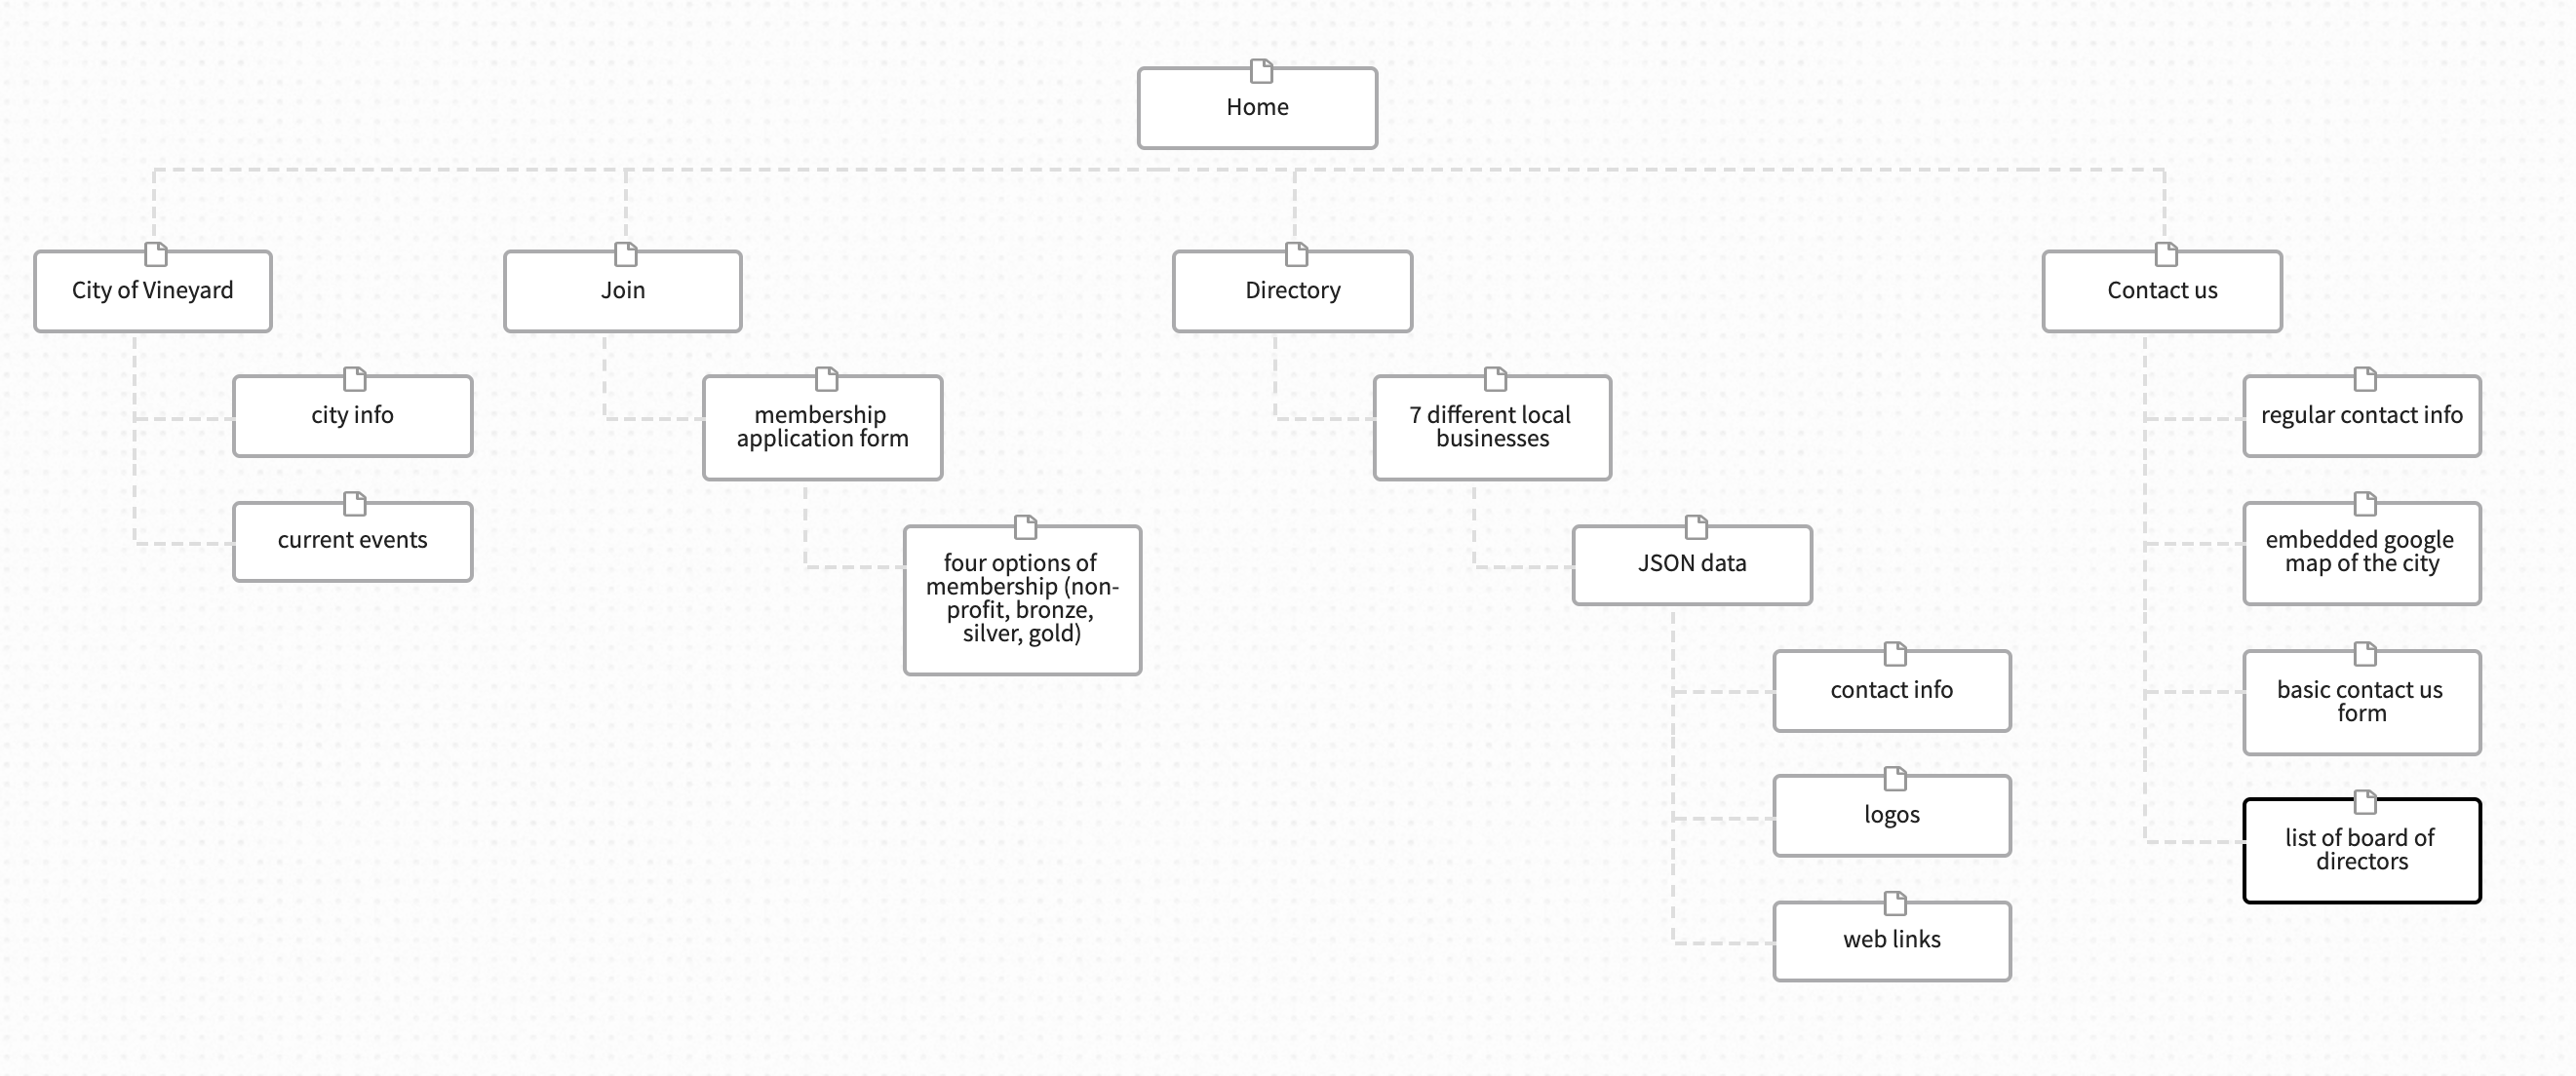 Home
City of Vineyard
Join
Directory
Contact us
city info
current events
membership
application form
four options of
membership (non-
profit, bronze,
silver, gold)
7 different local
businesses
JSON data
contact info
logos
web links
regular contact info
embedded google
map of the city
basic contact us
form
list of board of
directors